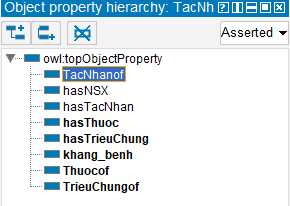 Object property hierarchy: TacNh
Asserted
owl:topObjectProperty
TacNhanof
hasNSX
hasTacNhan
hasThuoc
hasTrieuChung
khang_benh
Thuocof
TrieuChungof